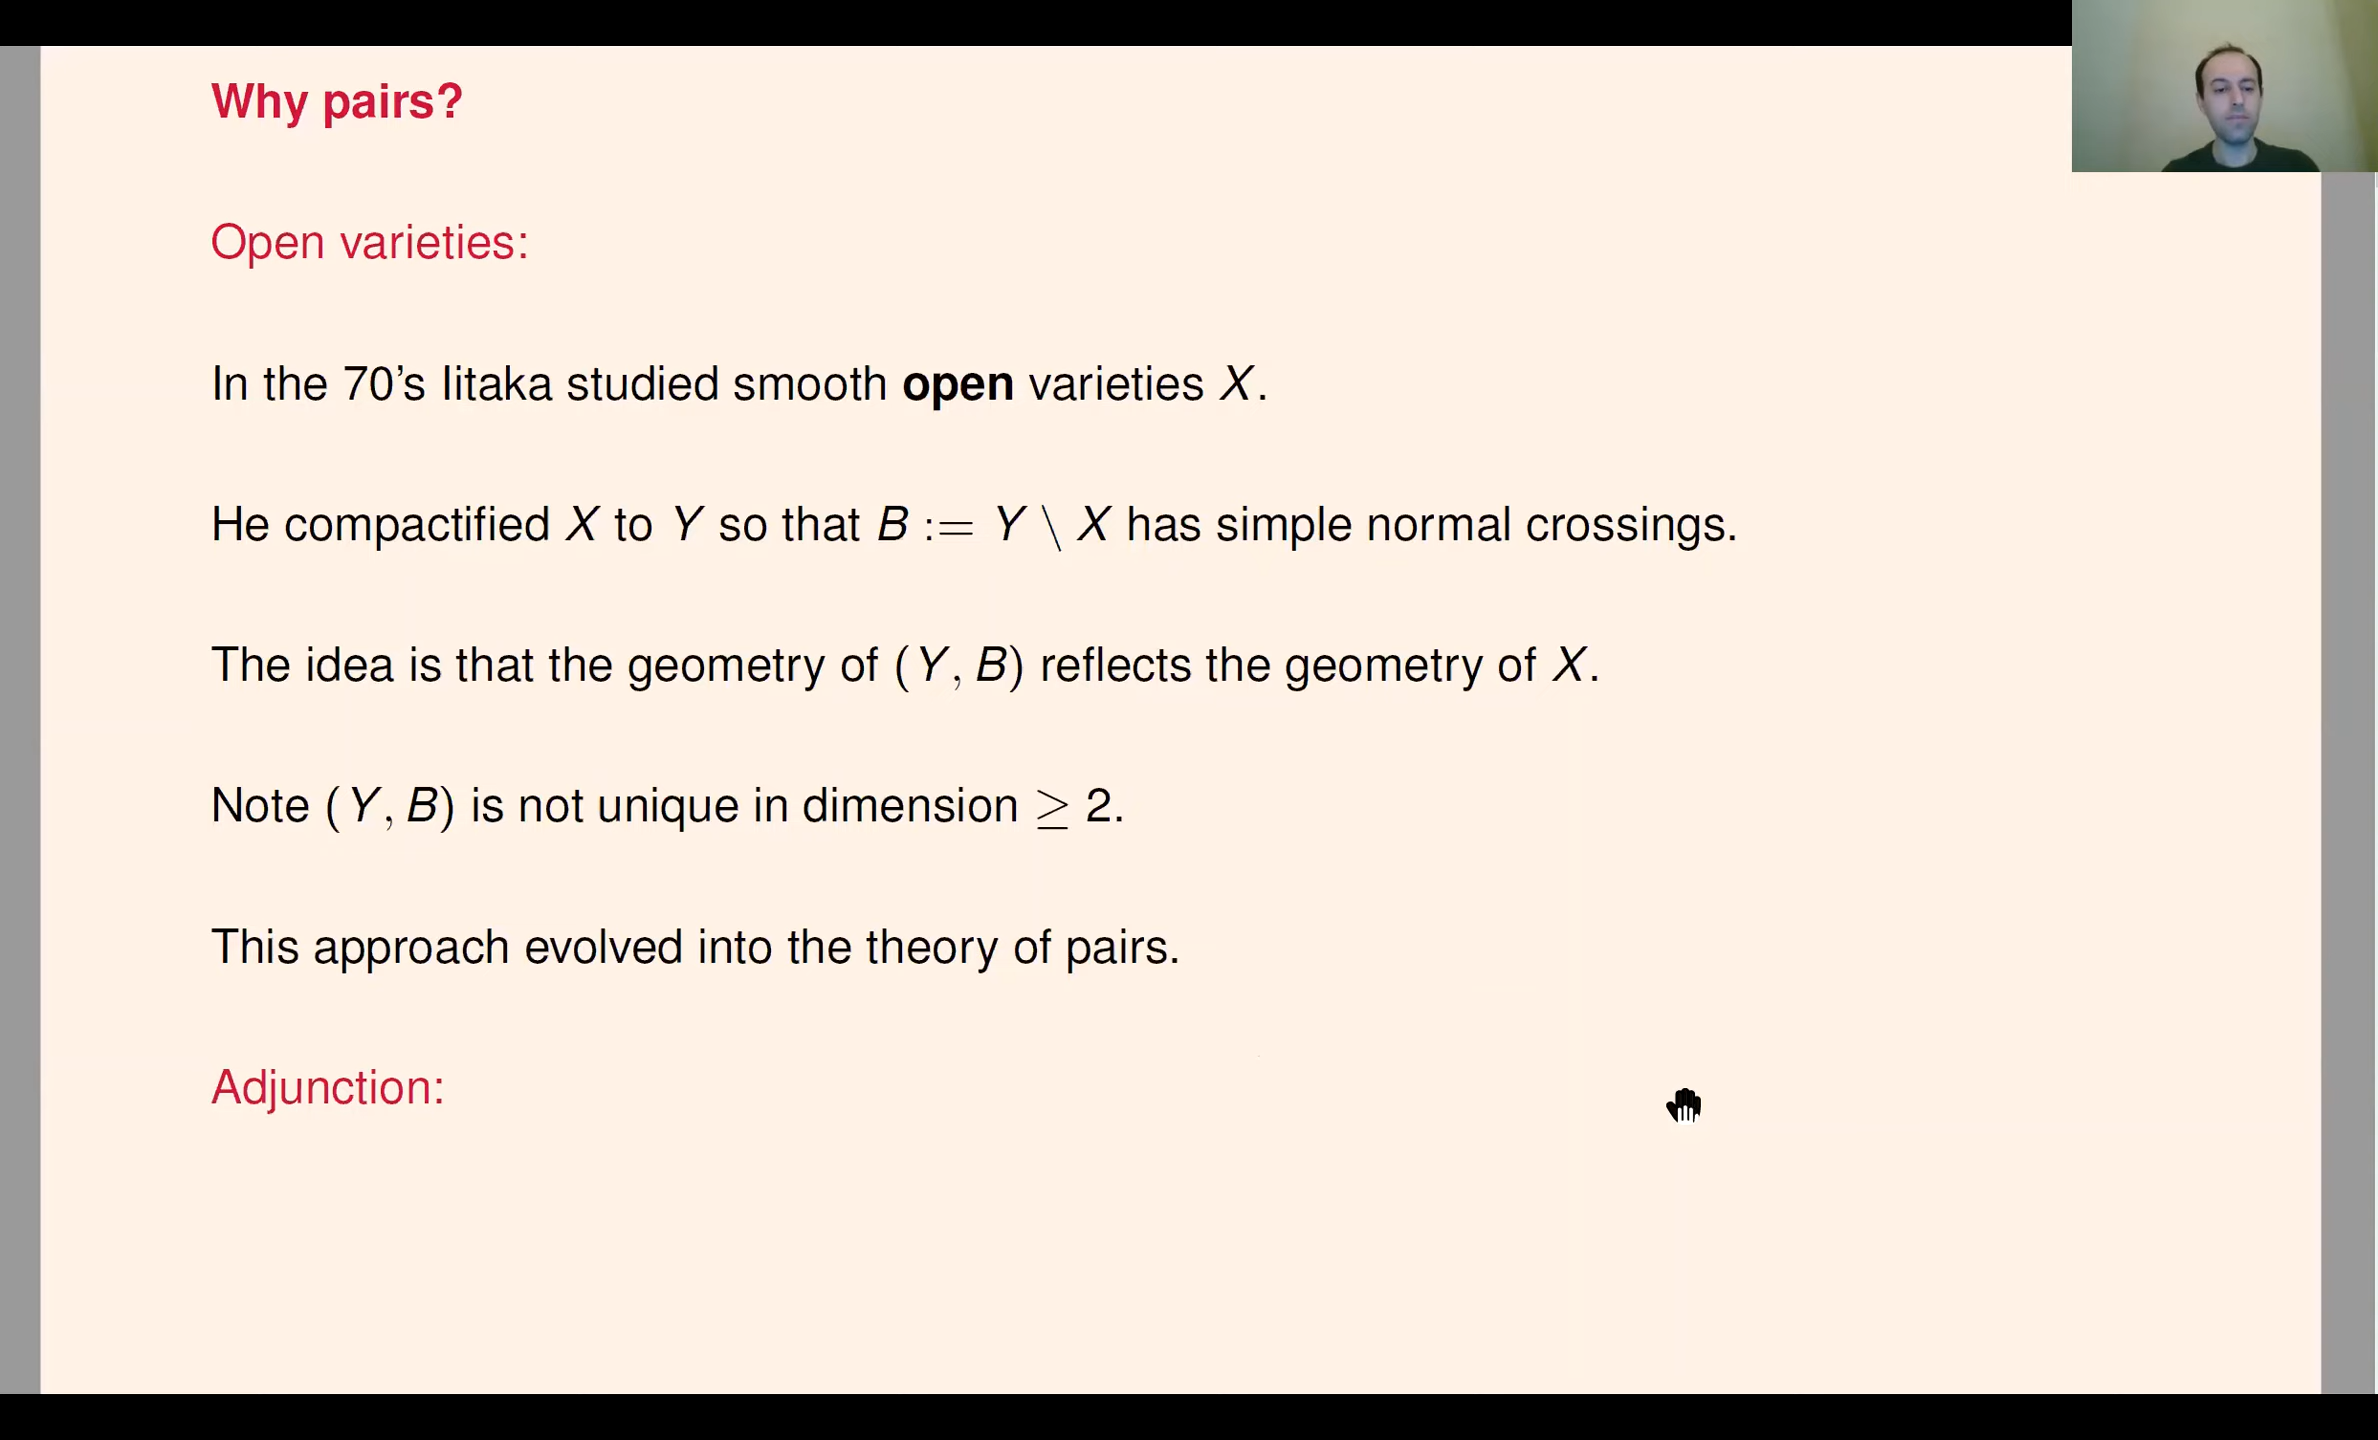 Why pairs?
Open varieties:
In the 70's Iitaka studied smooth open varieties X.
He compactified X to Y so that B := Y \ X has simple normal crossings.
The idea is that the geometry of (Y, B) reflects the geometry of X.
Note (Y, B) is not unique in dimension ≥ 2.
This approach evolved into the theory of pairs.
Adjunction: